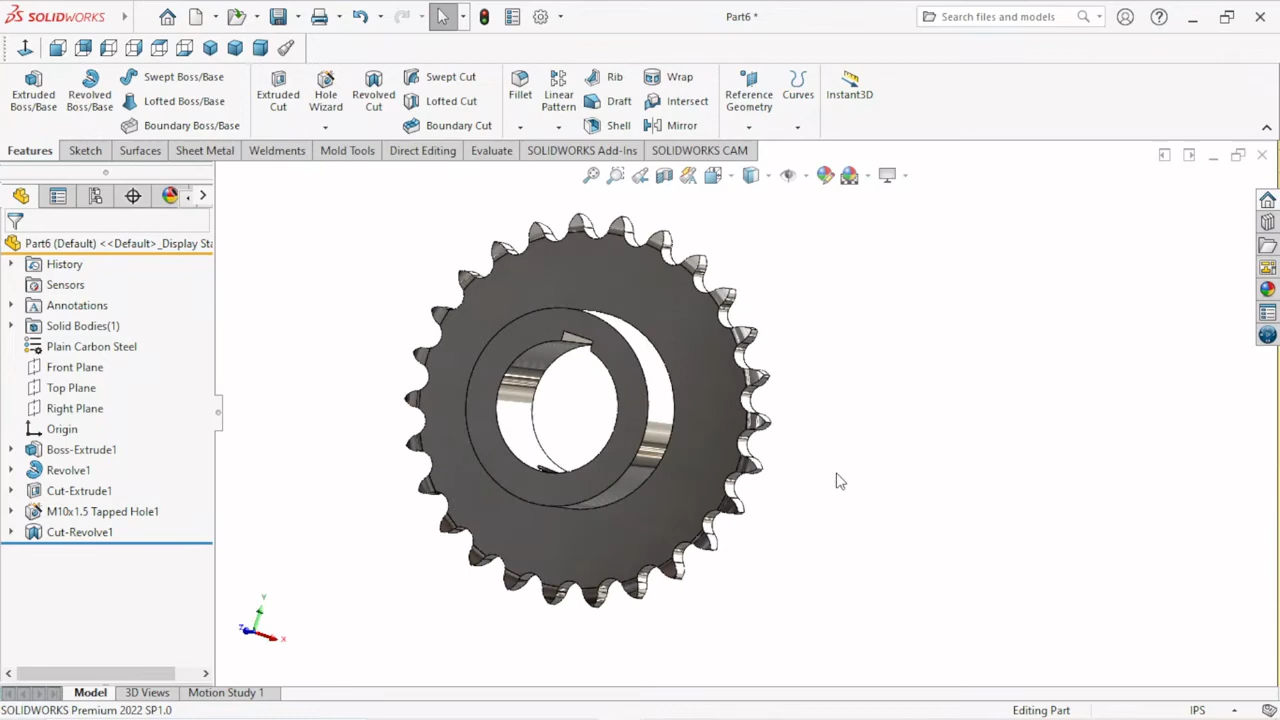 SOLIDWORKS
Part6 *
Search files and models
Extruded Boss/Base
Revolved Boss/Base
Swept Boss/Base
Lofted Boss/Base
Boundary Boss/Base
Extruded Cut
Hole Wizard
Revolved Cut
Swept Cut
Lofted Cut
Boundary Cut
Fillet
Linear Pattern
Rib
Draft
Shell
Wrap
Intersect
Mirror
Reference Geometry
Curves
Instant3D
Features
Sketch
Surfaces
Sheet Metal
Weldments
Mold Tools
Direct Editing
Evaluate
SOLIDWORKS Add-Ins
SOLIDWORKS CAM
Part6 (Default) <<Default>_Display Sta
History
Sensors
Annotations
Solid Bodies(1)
Plain Carbon Steel
Front Plane
Top Plane
Right Plane
Origin
Boss-Extrude1
Revolve1
Cut-Extrude1
M10x1.5 Tapped Hole1
Cut-Revolve1
Y
Z
X
Model
3D Views
Motion Study 1
SOLIDWORKS Premium 2022 SP1.0
Editing Part
IPS